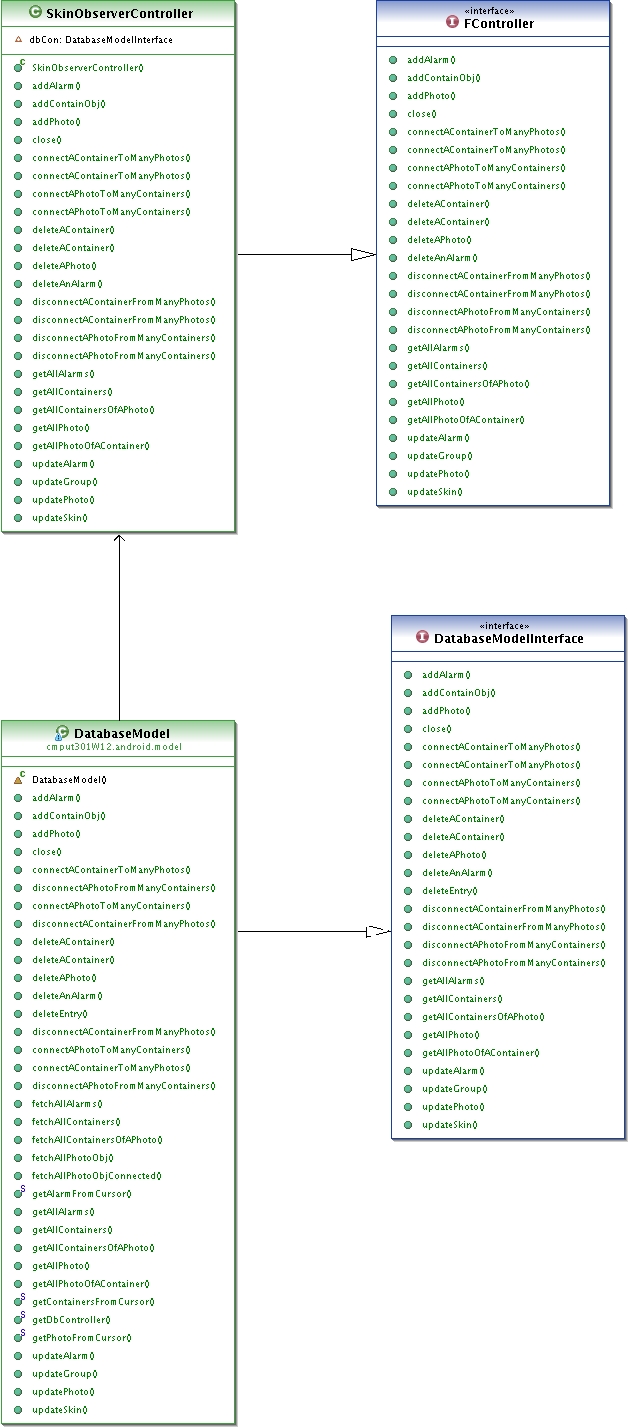 SkinObserverController
dbCon: DatabaseModelInterface
SkinObserverController()
addAlarm()
addContainObj()
addPhoto()
close()
connectAContainerToManyPhotos()
connectAContainerToManyPhotos()
connectAPhotoToManyContainers()
connectAPhotoToManyContainers()
deleteAContainer()
deleteAContainer()
deleteAPhoto()
deleteAnAlarm()
disconnectAContainerFromManyPhotos()
disconnectAContainerFromManyPhotos()
disconnectAPhotoFromManyContainers()
disconnectAPhotoFromManyContainers()
getAllAlarms()
getAllContainers()
getAllContainersOfAPhoto()
getAllPhoto()
getAllPhotoOfAContainer()
updateAlarm()
updateGroup()
updatePhoto()
updateSkin()
«interface»
FController
addAlarm()
addContainObj()
addPhoto()
close()
connectAContainerToManyPhotos()
connectAContainerToManyPhotos()
connectAPhotoToManyContainers()
connectAPhotoToManyContainers()
deleteAContainer()
deleteAContainer()
deleteAPhoto()
deleteAnAlarm()
disconnectAContainerFromManyPhotos()
disconnectAContainerFromManyPhotos()
disconnectAPhotoFromManyContainers()
disconnectAPhotoFromManyContainers()
getAllAlarms()
getAllContainers()
getAllContainersOfAPhoto()
getAllPhoto()
getAllPhotoOfAContainer()
updateAlarm()
updateGroup()
updatePhoto()
updateSkin()
«interface»
DatabaseModelInterface
addAlarm()
addContainObj()
addPhoto()
close()
connectAContainerToManyPhotos()
connectAContainerToManyPhotos()
connectAPhotoToManyContainers()
connectAPhotoToManyContainers()
deleteAContainer()
deleteAContainer()
deleteAPhoto()
deleteAnAlarm()
deleteEntry()
disconnectAContainerFromManyPhotos()
disconnectAContainerFromManyPhotos()
disconnectAPhotoFromManyContainers()
disconnectAPhotoFromManyContainers()
getAllAlarms()
getAllContainers()
getAllContainersOfAPhoto()
getAllPhoto()
getAllPhotoOfAContainer()
updateAlarm()
updateGroup()
updatePhoto()
updateSkin()
DatabaseModel
cmput301W12.android.model
DatabaseModel()
addAlarm()
addContainObj()
addPhoto()
close()
connectAContainerToManyPhotos()
disconnectAPhotoFromManyContainers()
connectAPhotoToManyContainers()
disconnectAContainerFromManyPhotos()
deleteAContainer()
deleteAContainer()
deleteAPhoto()
deleteAnAlarm()
deleteEntry()
disconnectAContainerFromManyPhotos()
connectAPhotoToManyContainers()
connectAContainerToManyPhotos()
disconnectAPhotoFromManyContainers()
fetchAllAlarms()
fetchAllContainers()
fetchAllContainersOfAPhoto()
fetchAllPhotoObj()
fetchAllPhotoObjConnected()
getAlarmFromCursor()
getAllAlarms()
getAllContainers()
getAllContainersOfAPhoto()
getAllPhoto()
getAllPhotoOfAContainer()
getContainersFromCursor()
getDbController()
getPhotoFromCursor()
updateAlarm()
updateGroup()
updatePhoto()
updateSkin()